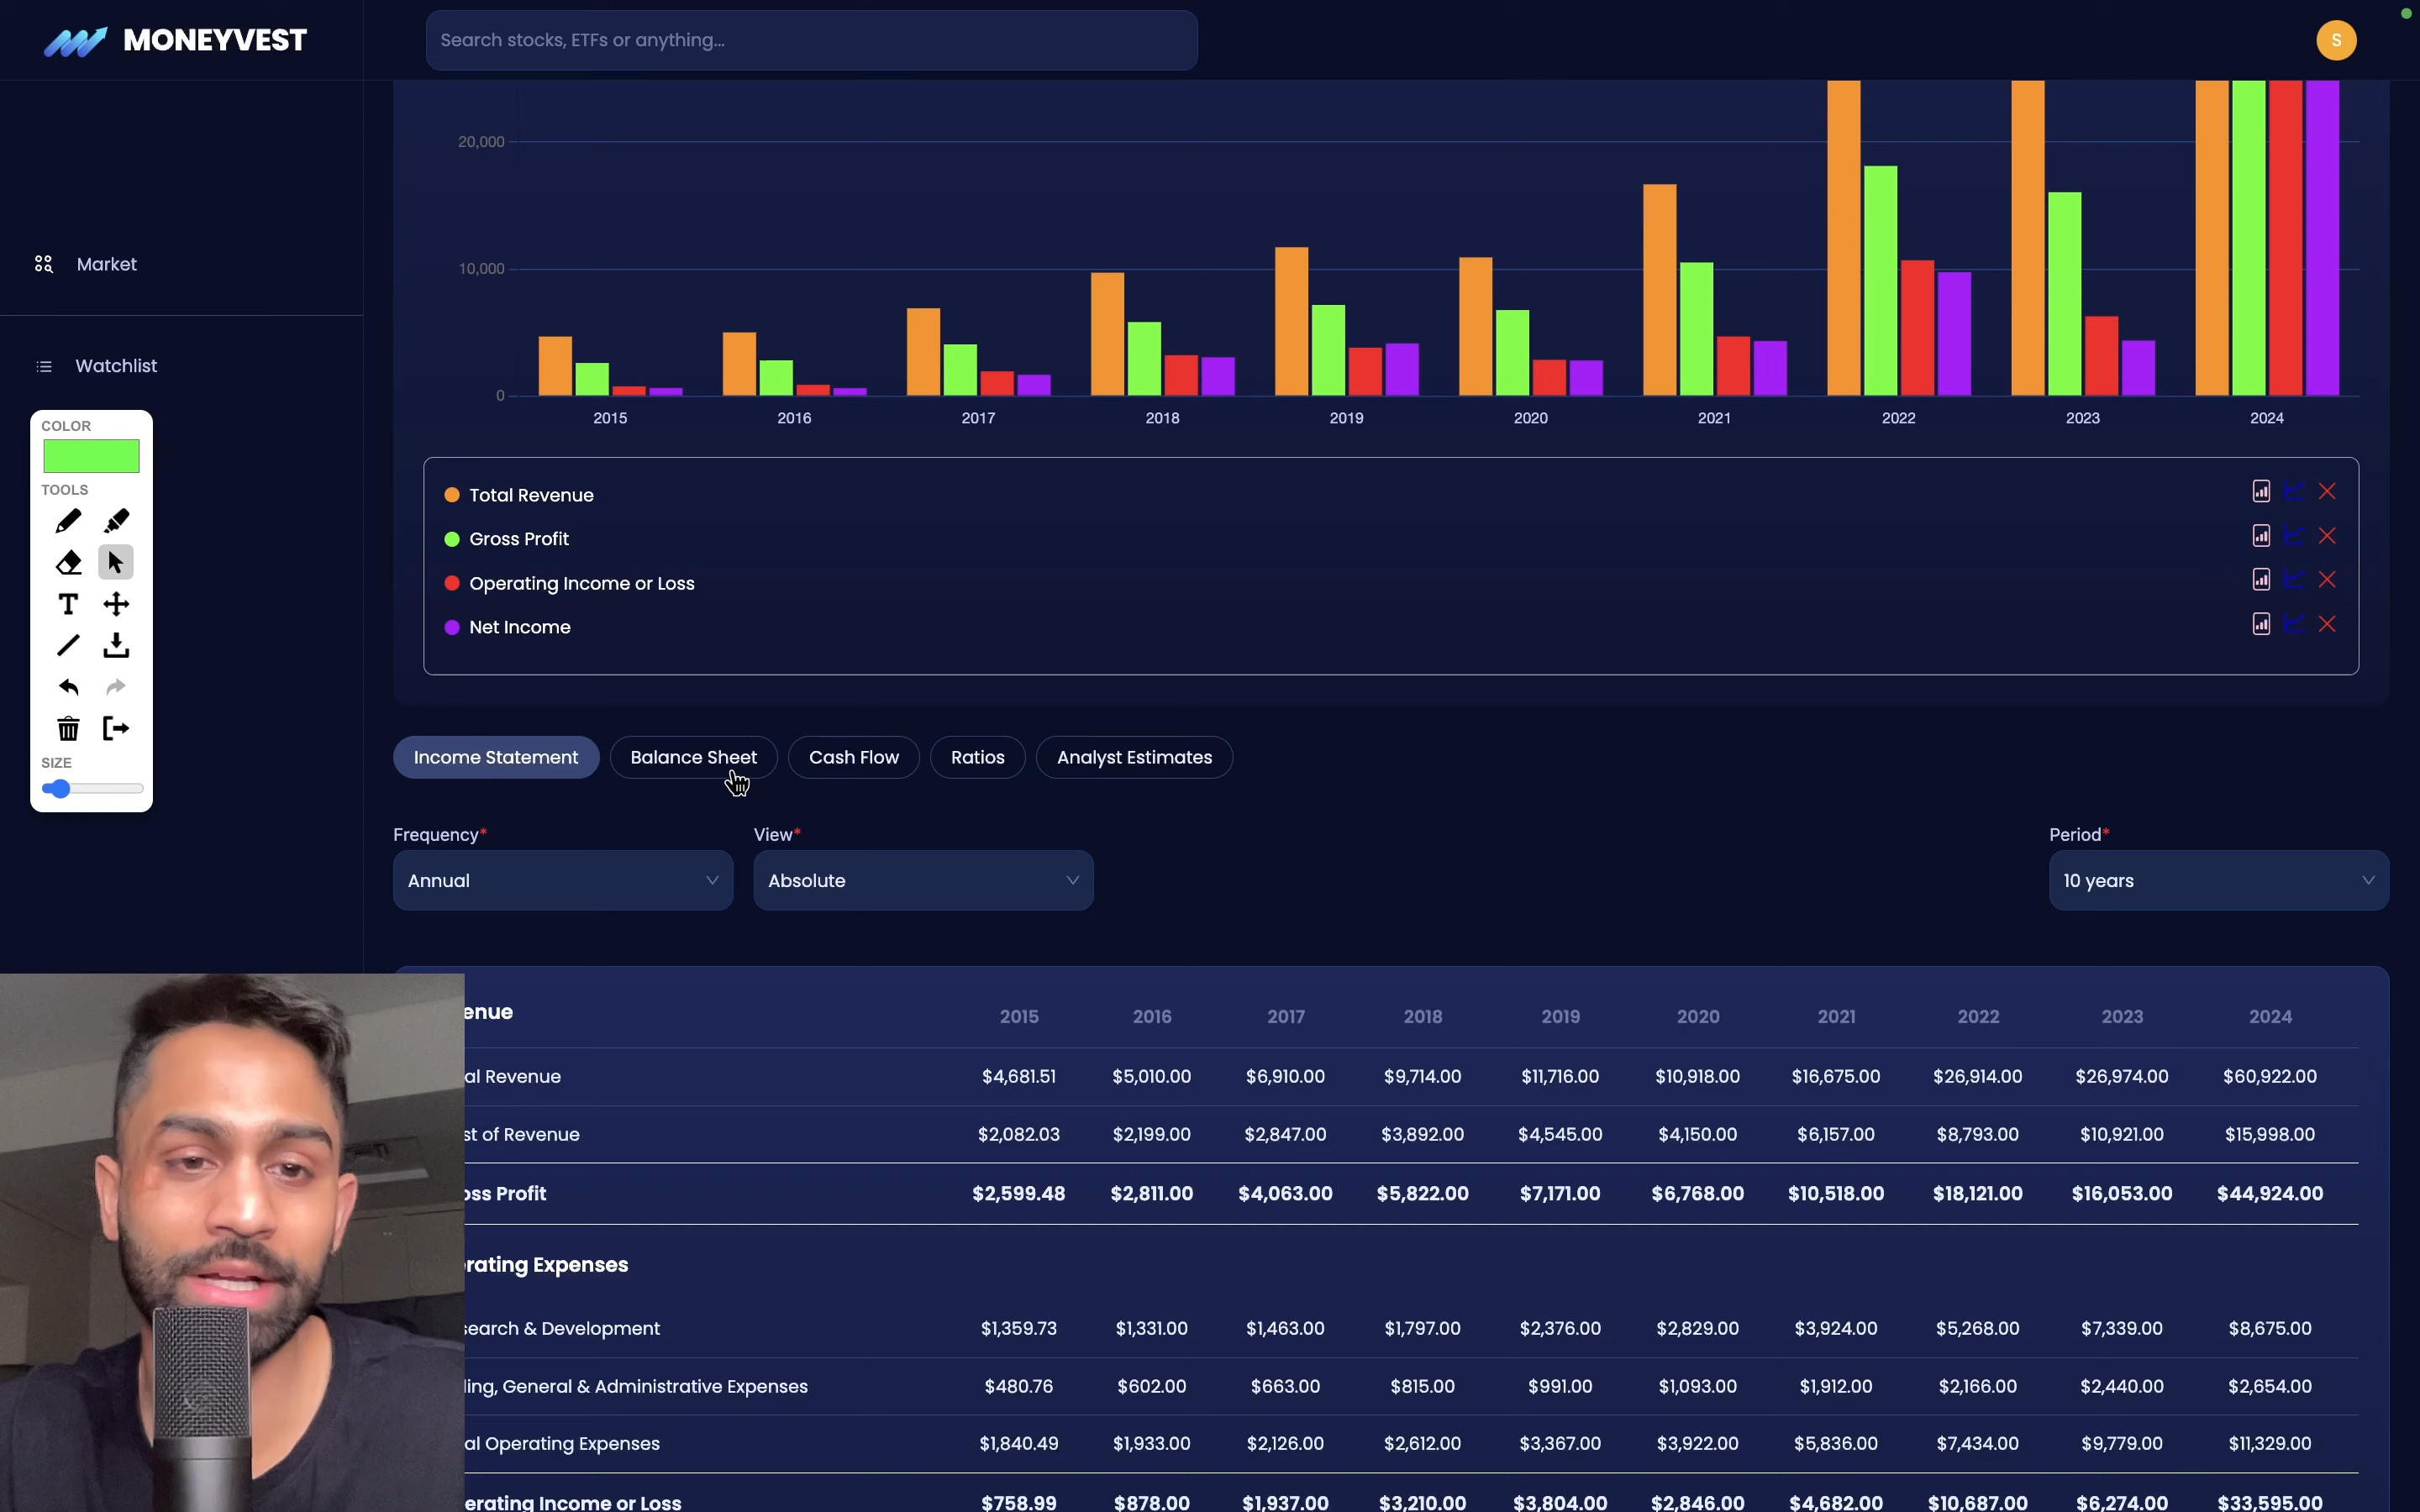 MONEYVEST
Search stocks, ETFs or anything...
S
Market
Watchlist
COLOR
TOOLS
T
SIZE
20,000
10,000
0
2015 2016 2017 2018 2019 2020 2021 2022 2023 2024
Total Revenue
Gross Profit
Operating Income or Loss
Net Income
Income Statement Balance Sheet Cash Flow Ratios Analyst Estimates
Frequency* View* Period*
Annual Absolute 10 years
enue 2015 2016 2017 2018 2019 2020 2021 2022 2023 2024
al Revenue $4,681.51 $5,010.00 $6,910.00 $9,714.00 $11,716.00 $10,918.00 $16,675.00 $26,914.00 $26,974.00 $60,922.00
st of Revenue $2,082.03 $2,199.00 $2,847.00 $3,892.00 $4,545.00 $4,150.00 $6,157.00 $8,793.00 $10,921.00 $15,998.00
oss Profit $2,599.48 $2,811.00 $4,063.00 $5,822.00 $7,171.00 $6,768.00 $10,518.00 $18,121.00 $16,053.00 $44,924.00
rating Expenses
search & Development $1,359.73 $1,331.00 $1,463.00 $1,797.00 $2,376.00 $2,829.00 $3,924.00 $5,268.00 $7,339.00 $8,675.00
ling, General & Administrative Expenses $480.76 $602.00 $663.00 $815.00 $991.00 $1,093.00 $1,912.00 $2,166.00 $2,440.00 $2,654.00
al Operating Expenses $1,840.49 $1,933.00 $2,126.00 $2,612.00 $3,367.00 $3,922.00 $5,836.00 $7,434.00 $9,779.00 $11,329.00
erating Income or Loss $758.99 $878.00 $1,937.00 $3,210.00 $3,804.00 $2,846.00 $4,682.00 $10,687.00 $6,274.00 $33,595.00